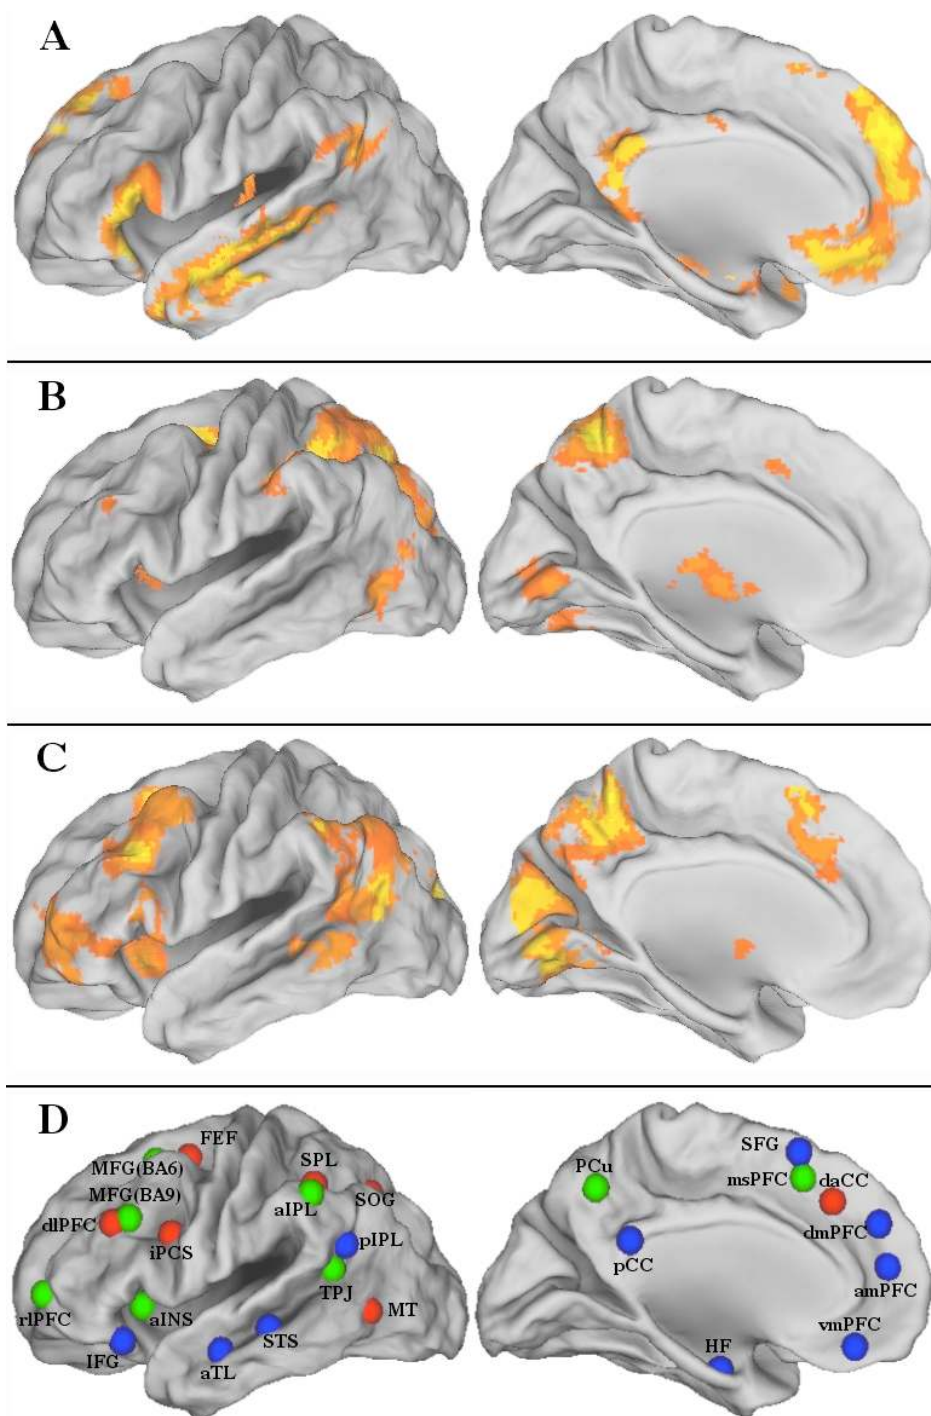 A
B
C
D
FEF
MFG(BA6)
SPL
MFG(BA9)
SOG
aIPL
dlPFC
iPCS
pIPL
TPJ
rlPFC
aINS
MT
STS
IFG
aTL
SFG
PCu
msPFC
daCC
dmPFC
pCC
amPFC
vmPFC
HF